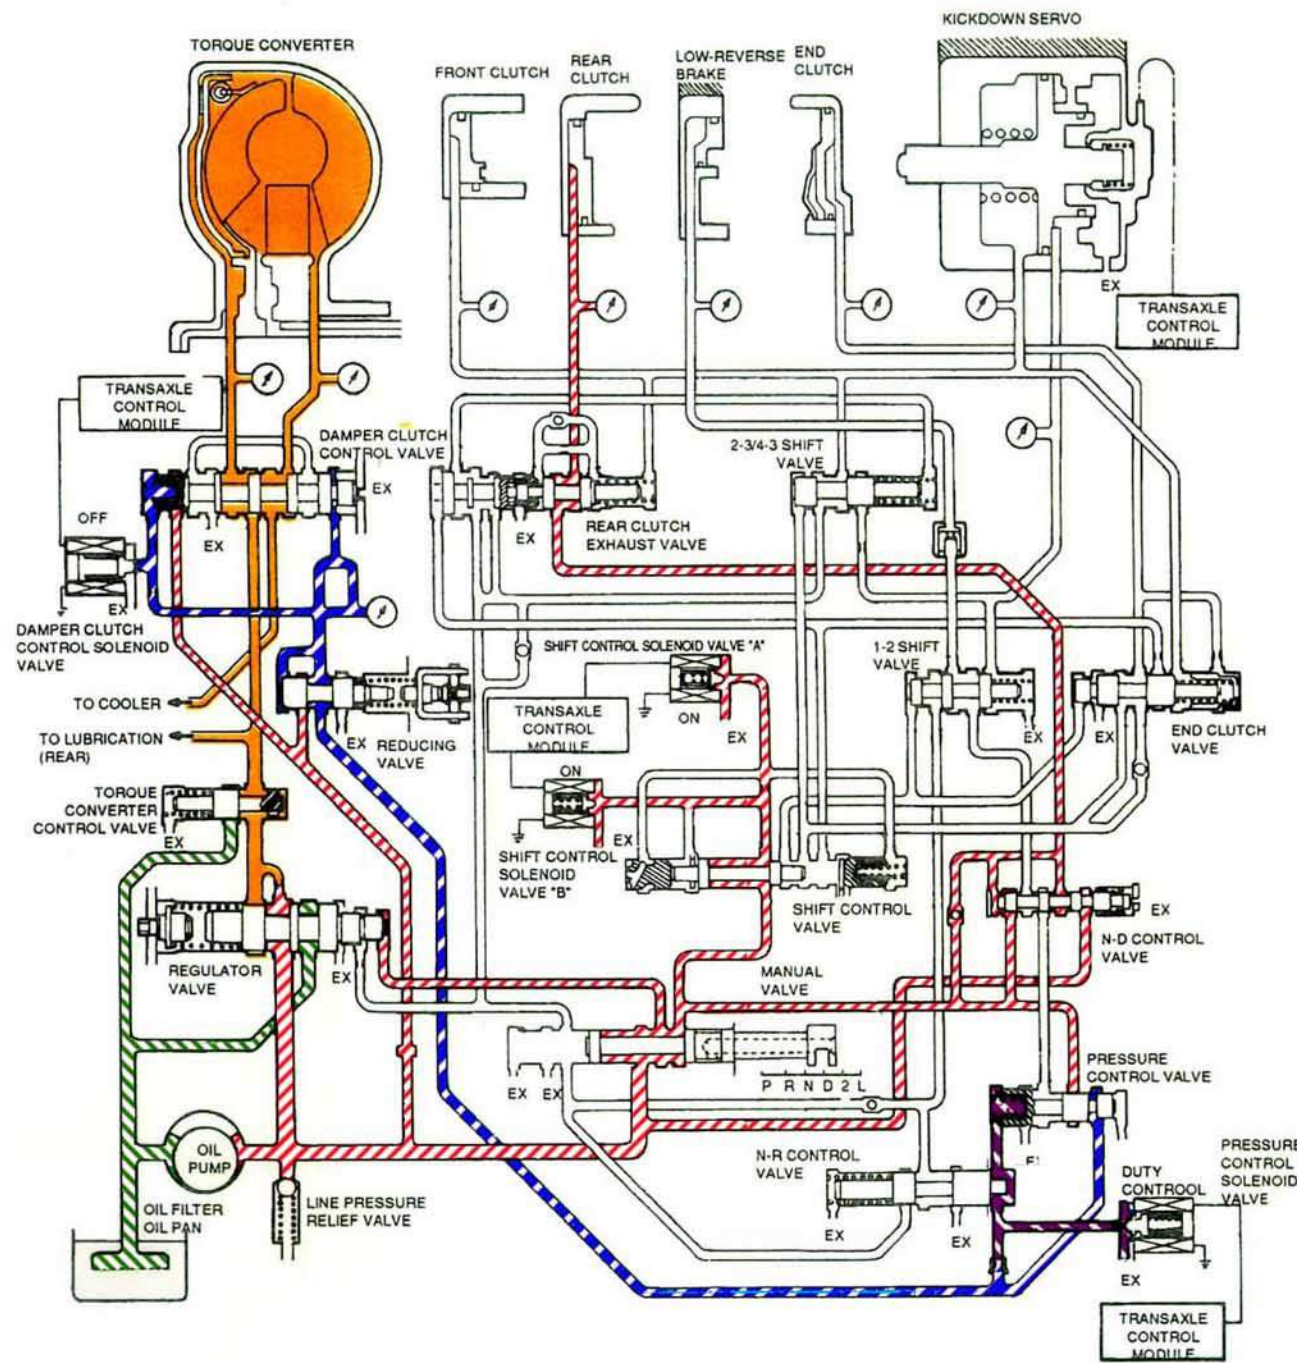 KICKDOWN SERVO
TORQUE CONVERTER
FRONT CLUTCH
REAR
CLUTCH
LOW-REVERSE
BRAKE
END
CLUTCH
EX
TRANSAXLE
CONTROL
MODULE
TRANSAXLE
CONTROL
MODULE
DAMPER CLUTCH
CONTROL VALVE
EX
2-3/4-3 SHIFT
VALVE
OFF
EX
EX
REAR CLUTCH
EXHAUST VALVE
EX
DAMPER CLUTCH
CONTROL SOLENOID
VALVE
SHIFT CONTROL SOLENOID VALVE "A"
1-2 SHIFT
VALVE
TO COOLER
TRANSAXLE
CONTROL
MODULE
ON
EX
TO LUBRICATION
(REAR)
EX
REDUCING
VALVE
EX
EX
END CLUTCH
VALVE
ON
TORQUE
CONVERTER
CONTROL VALVE
EX
EX
SHIFT CONTROL
SOLENOID
VALVE "B"
SHIFT CONTROL
VALVE
EX
N-D CONTROL
VALVE
REGULATOR
VALVE
EX
MANUAL
VALVE
EX
EX
P R N D 2 L
PRESSURE
CONTROL VALVE
OIL
PUMP
N-R CONTROL
VALVE
DUTY
CONTROOL
PRESSURE
CONTROL
SOLENOID
VALVE
OIL FILTER
OIL PAN
LINE PRESSURE
RELIEF VALVE
EX
EX
EX
TRANSAXLE
CONTROL
MODULE